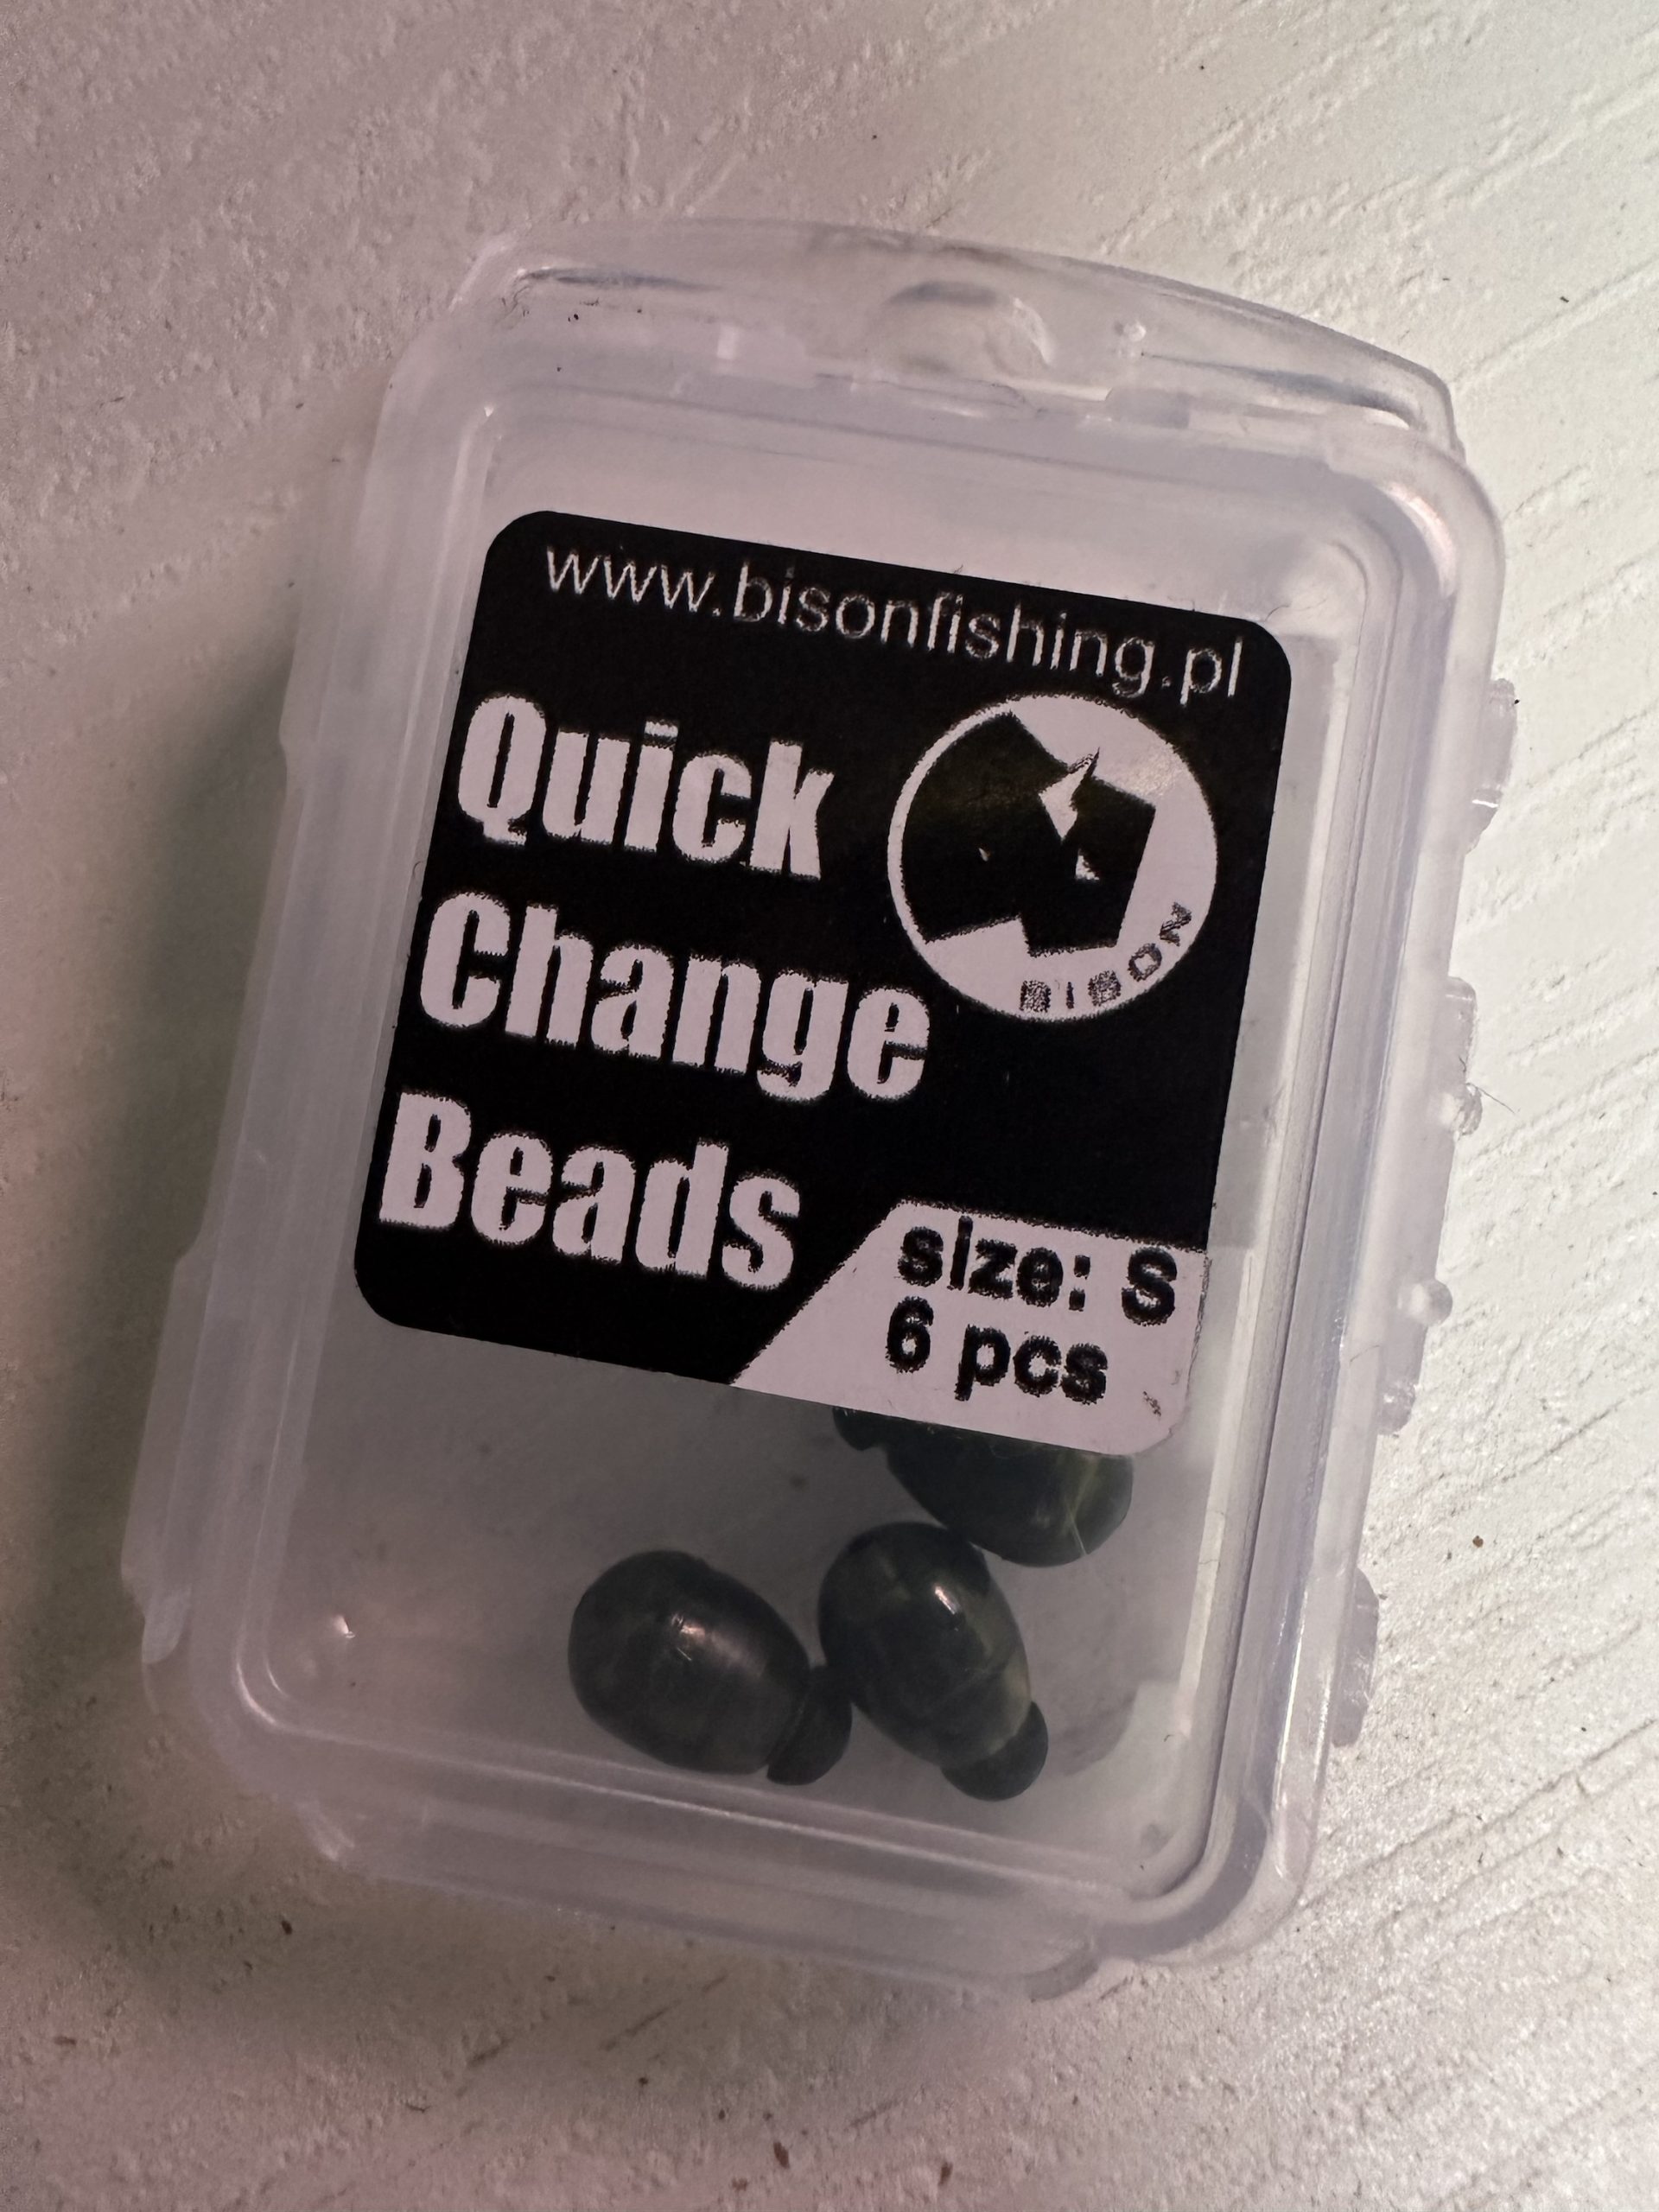 www.bisonfishing.pl
Quick
Change
Beads
BISON
size: S
6 pcs